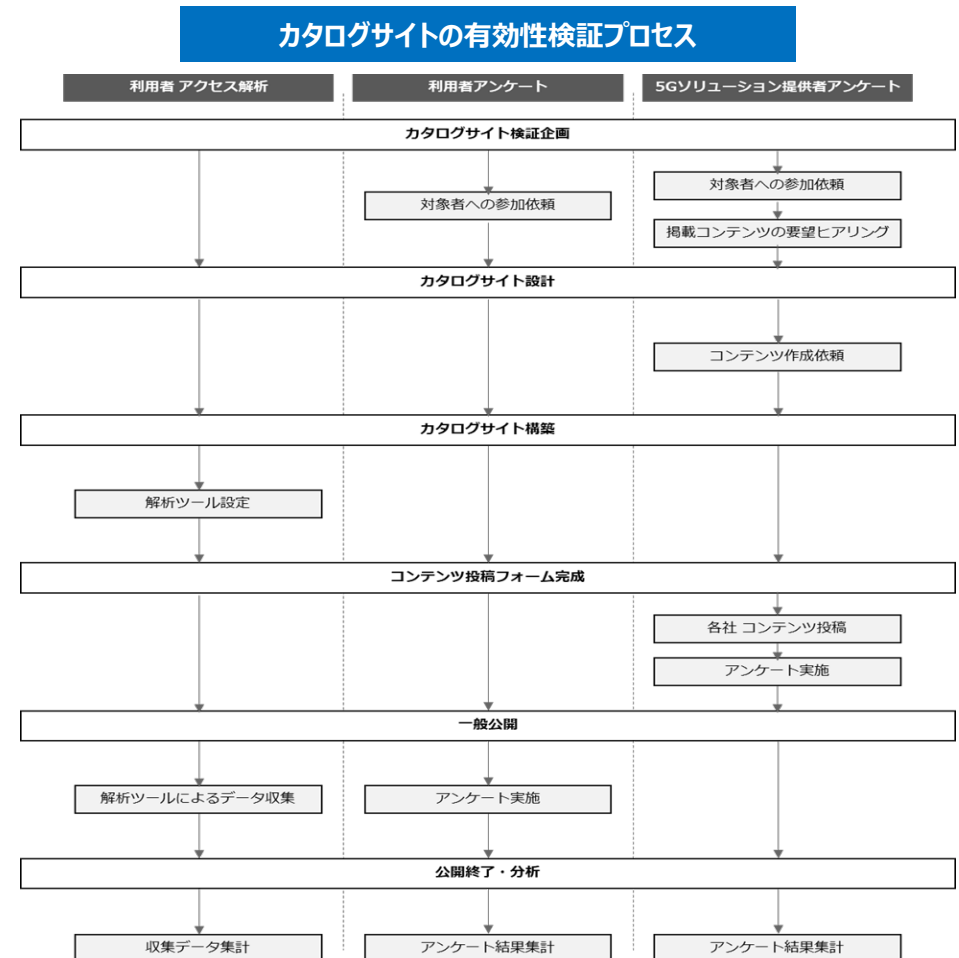 カタログサイトの有効性検証プロセス
利用者 アクセス解析
利用者アンケート
5Gソリューション提供者アンケート
カタログサイト検証企画
対象者への参加依頼
対象者への参加依頼
掲載コンテンツの要望ヒアリング
カタログサイト設計
コンテンツ作成依頼
カタログサイト構築
解析ツール設定
コンテンツ投稿フォーム完成
各社 コンテンツ投稿
アンケート実施
一般公開
解析ツールによるデータ収集
アンケート実施
公開終了・分析
収集データ集計
アンケート結果集計
アンケート結果集計